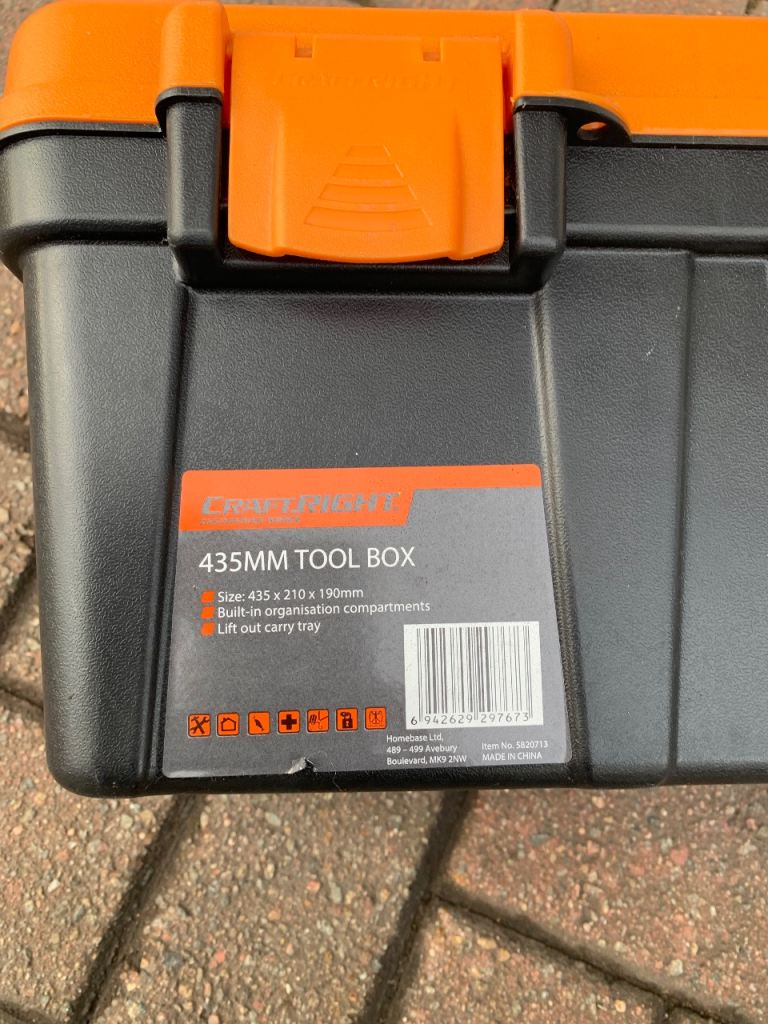 CRAFTRIGHT
CRAFTRIGHT
435MM TOOL BOX
Size: 435 x 210 x 190mm
Built-in organisation compartments
Lift out carry tray
6 942629 297673
Homebase Ltd,
489 – 499 Avebury
Boulevard, MK9 2NW
Item No. 5820713
MADE IN CHINA